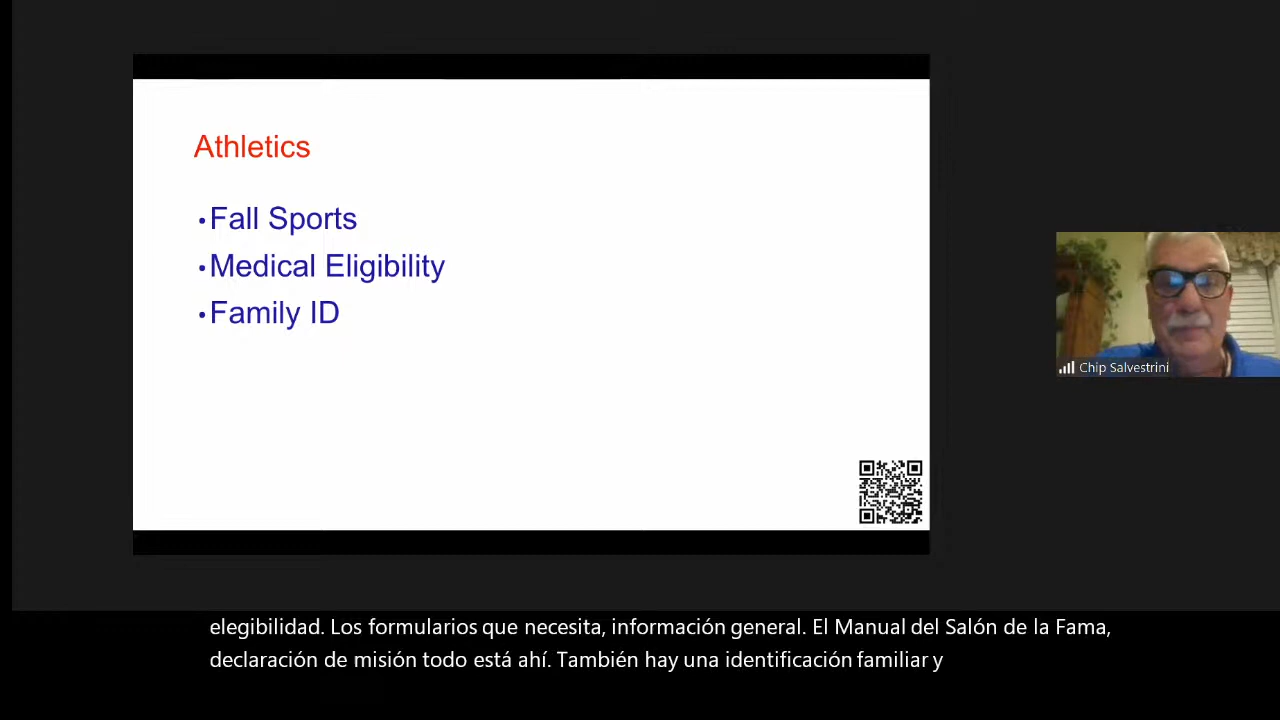 Athletics
•Fall Sports
•Medical Eligibility
•Family ID
Chip Salvestrini
elegibilidad. Los formularios que necesita, información general. El Manual del Salón de la Fama,
declaración de misión todo está ahí. También hay una identificación familiar y